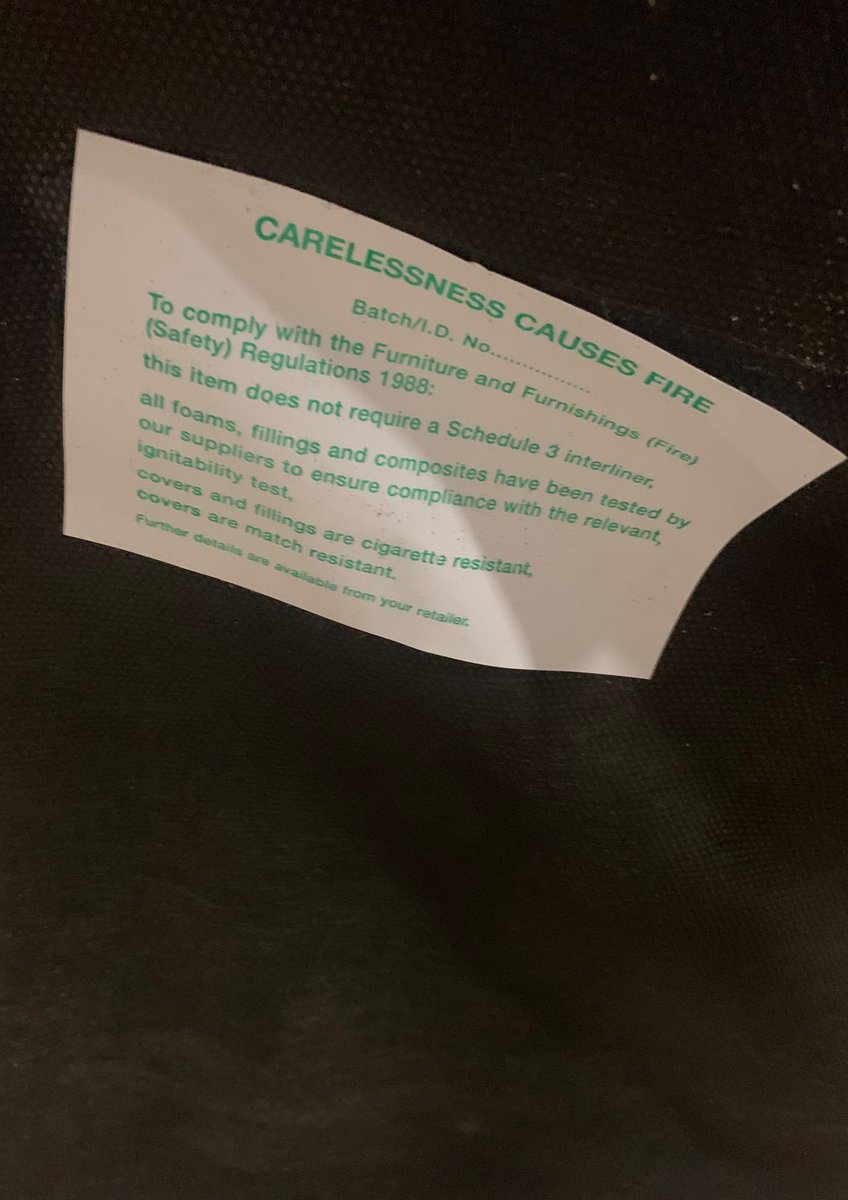 CARELESSNESS CAUSES FIRE
Batch/I.D. No...................
To comply with the Furniture and Furnishings (Fire)
(Safety) Regulations 1988:
this item does not require a Schedule 3 interliner,
all foams, fillings and composites have been tested by
our suppliers to ensure compliance with the relevant,
ignitability test,
covers and fillings are cigarette resistant,
covers are match resistant.
Further details are available from your retailer.